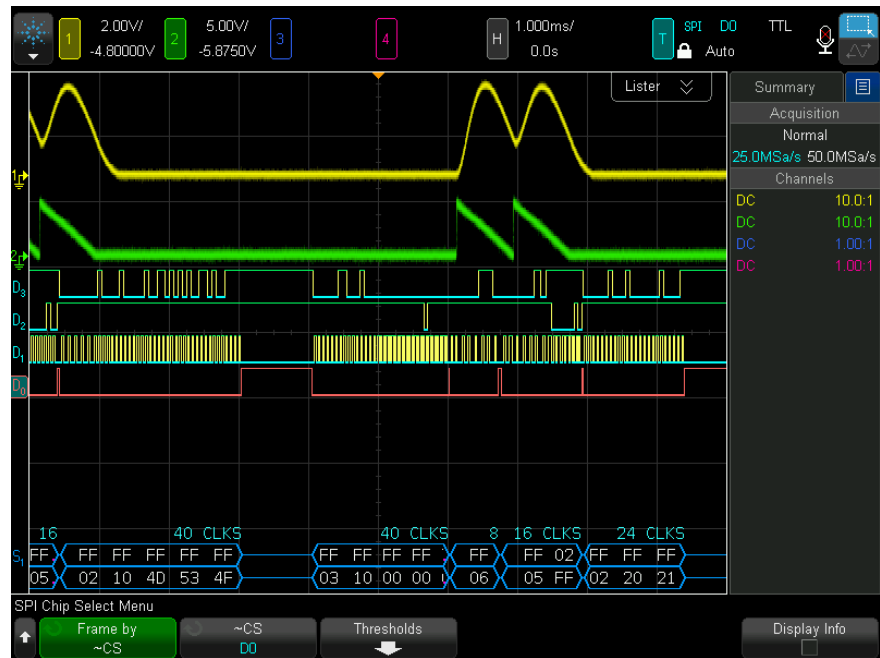 1 2.00V/ 2 5.00V/ 3 4 H 1.000ms/ T SPI D0 TTL
-4.80000V -5.8750V 0.0s Auto
Lister
Summary
Acquisition
Normal
25.0MSa/s 50.0MSa/s
Channels
DC 10.0:1
DC 10.0:1
DC 1.00:1
DC 1.00:1
1
2
D3
D2
D1
D0
16 40 CLKS 40 CLKS 8 16 CLKS 24 CLKS
S1 FF FF FF FF FF FF FF FF FF FF FF FF 02 FF FF FF
05 02 10 4D 53 4F 03 10 00 00 06 05 FF 02 20 21
SPI Chip Select Menu
Frame by ~CS Thresholds Display Info
~CS D0